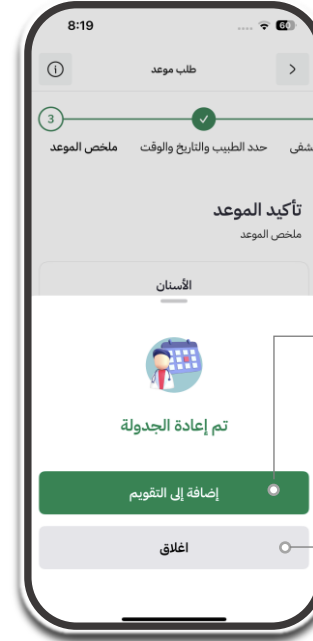 8:19
60
طلب موعد
3
شفى
حدد الطبيب والتاريخ والوقت
ملخص الموعد
تأكيد الموعد
ملخص الموعد
الأسنان
تم إعادة الجدولة
إضافة إلى التقويم
اغلاق